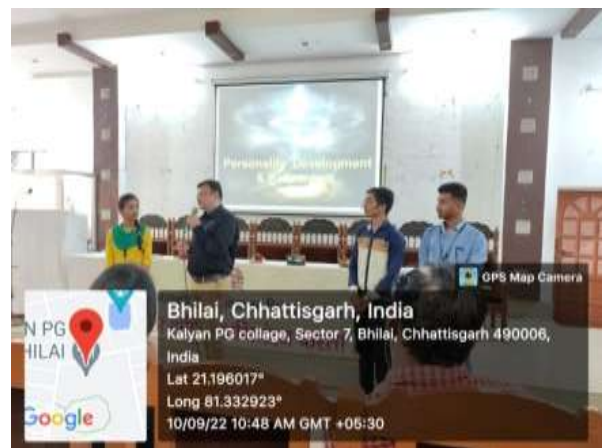 Personality Development
&
GPS Map Camera
Bhilai, Chhattisgarh, India
Kalyan PG collage, Sector 7, Bhilai, Chhattisgarh 490006,
India
Lat 21.196017°
Long 81.332923°
10/09/22 10:48 AM GMT +05:30
N PG
HILAI
Google